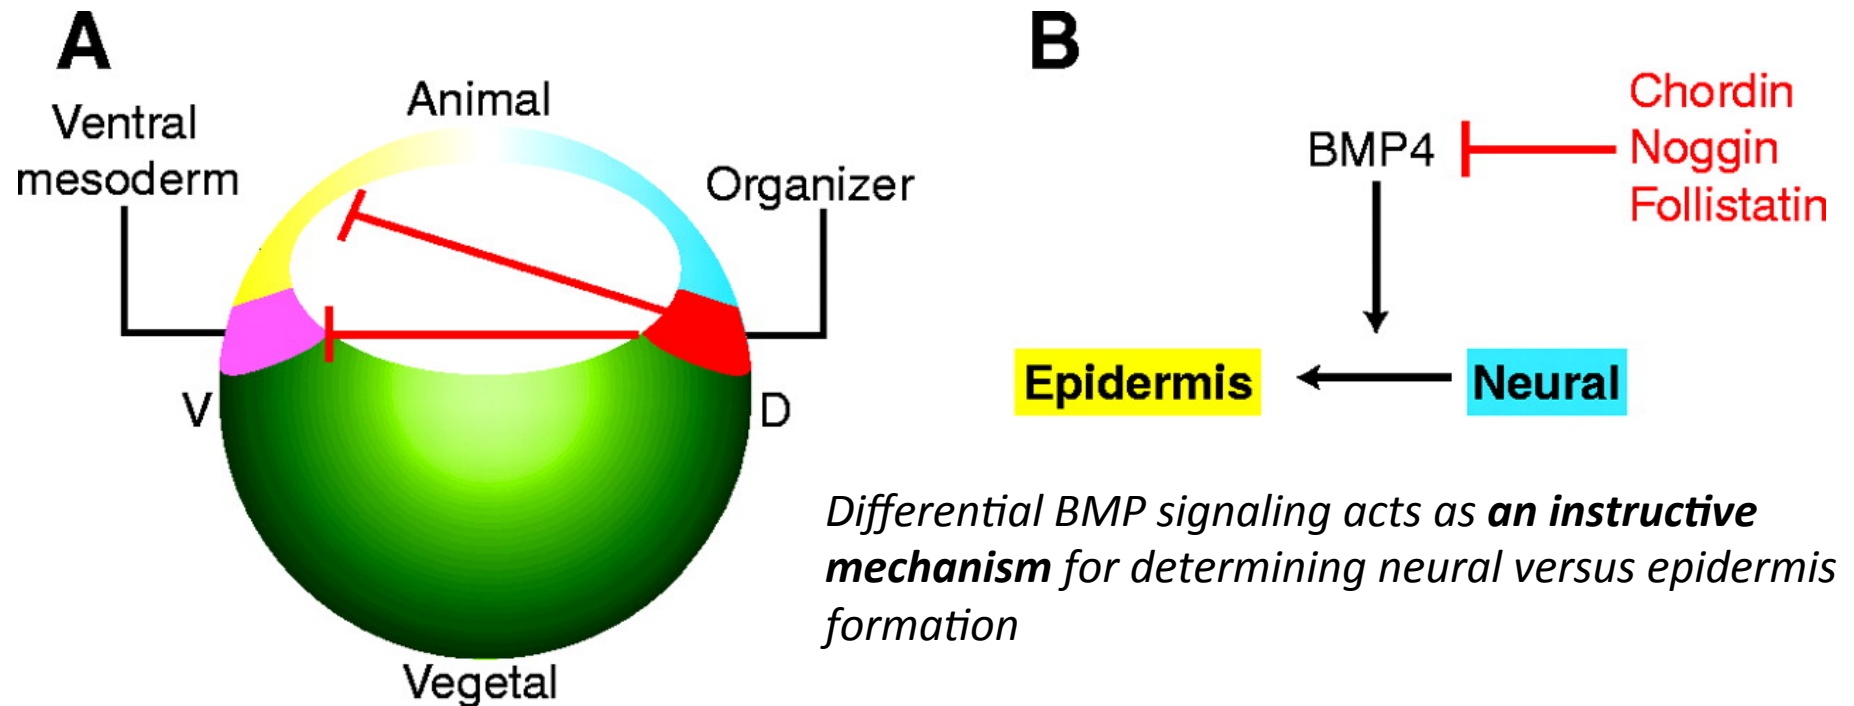 A
Animal
Ventral
mesoderm
Organizer
V
D
Vegetal
B
Chordin
BMP4
Noggin
Follistatin
Epidermis
Neural
Differential BMP signaling acts as an instructive
mechanism for determining neural versus epidermis
formation